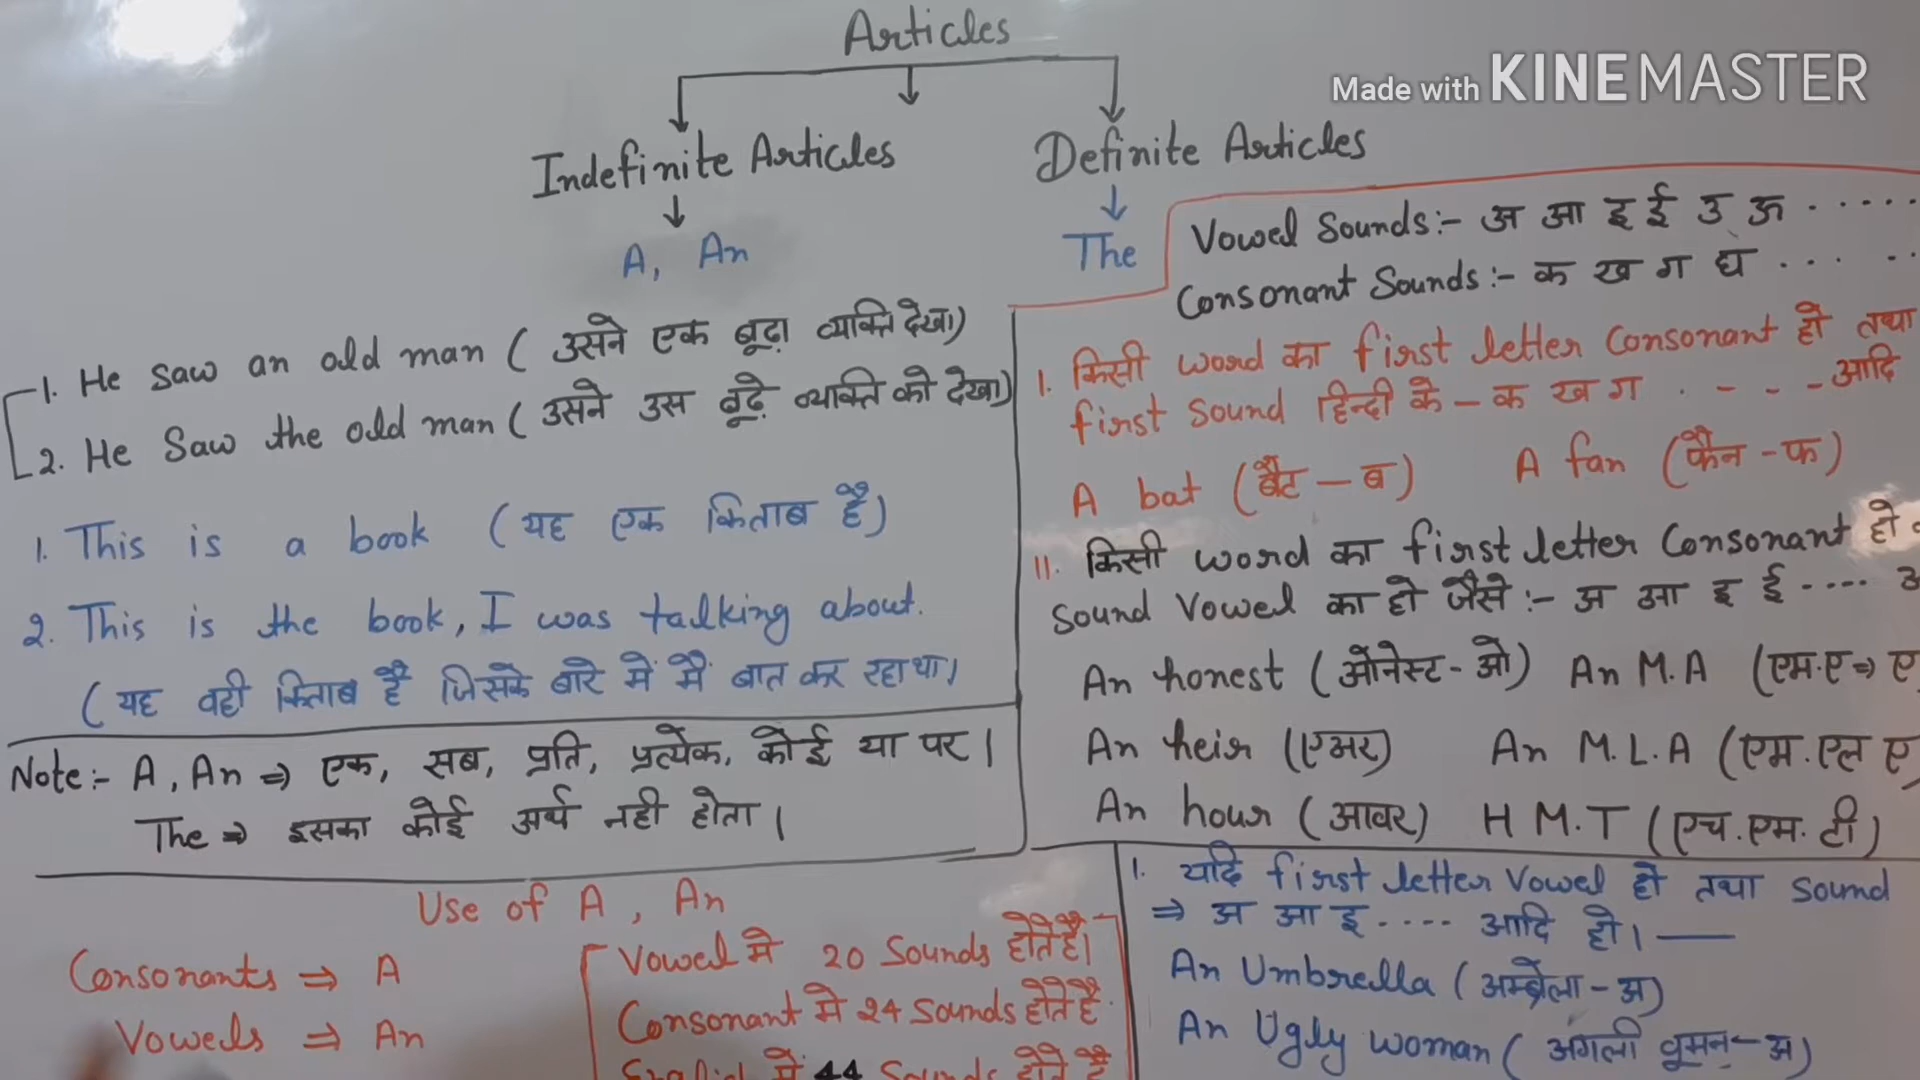 Articles
Made with KINEMASTER
Indefinite Articles
Definite Articles
A, An
The
Vowel Sounds:- अ आ इ ई उ ऊ ......
Consonant Sounds:- क ख ग घ .... ..
1. He saw an old man ( उसने एक बूढ़ा व्यक्ति देखा)
2. He Saw the old man ( उसने उस बूढ़े व्यक्ति को देखा)
1. This is a book ( यह एक किताब है)
2. This is the book, I was talking about.
( यह वही किताब है जिसके बारे में मैं बात कर रहा था।
Note:- A, An ⇒ एक, सब, प्रति, प्रत्येक, कोई या पर।
The ⇒ इसका कोई अर्थ नही होता।
I. किसी word का first letter Consonant हो तथा
first Sound हिन्दी के - क ख ग . - - - आदि
A bat (बैट - ब) A fan (फैन - फ)
II. किसी word का first letter Consonant हो
Sound Vowel का हो जैसे :- अ आ इ ई ....
An honest (ऑनेस्ट - ओ) An M.A (एम.ए ⇒ ए
An heir (एअर) An M.L.A (एम.एल ए)
An hour (आवर) H M.T (एच.एम. टी)
Use of A, An
Consonants ⇒ A
Vowels ⇒ An
Vowel मे 20 Sounds होते है।
Consonant मे 24 Sounds होते है
मे 44 Sounds होते है
1. यदि first letter Vowel हो तथा Sound
⇒ अ आ इ .... आदि हो। —
An Umbrella (अम्ब्रेला - अ)
An Ugly woman ( अगली वूमन - अ)